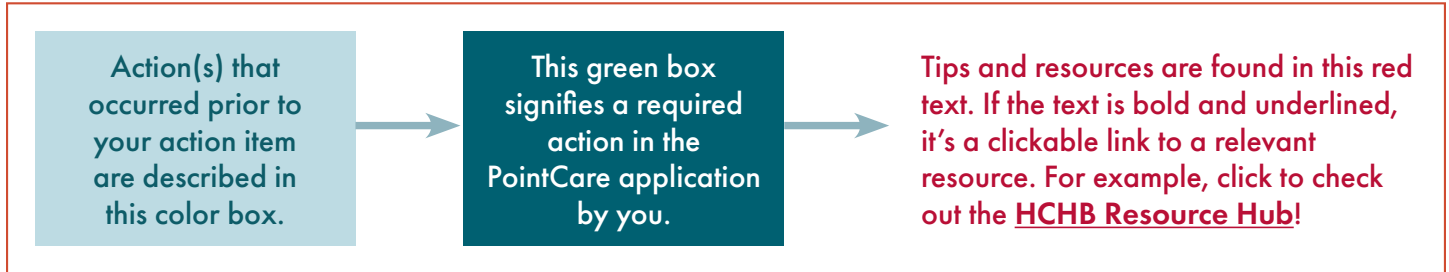 Action(s) that
occurred prior to
your action item
are described in
this color box.
This green box
signifies a required
action in the
PointCare application
by you.
Tips and resources are found in this red
text. If the text is bold and underlined,
it’s a clickable link to a relevant
resource. For example, click to check
out the HCHB Resource Hub!